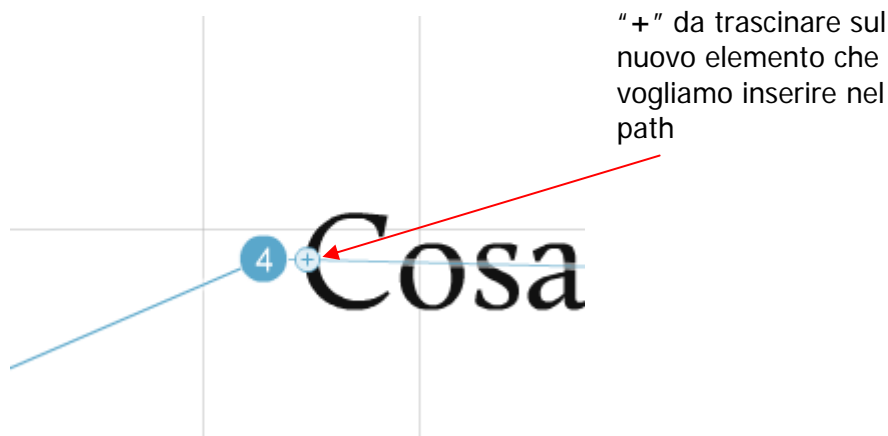 “+” da trascinare sul
nuovo elemento che
vogliamo inserire nel
path
4 + Cosa